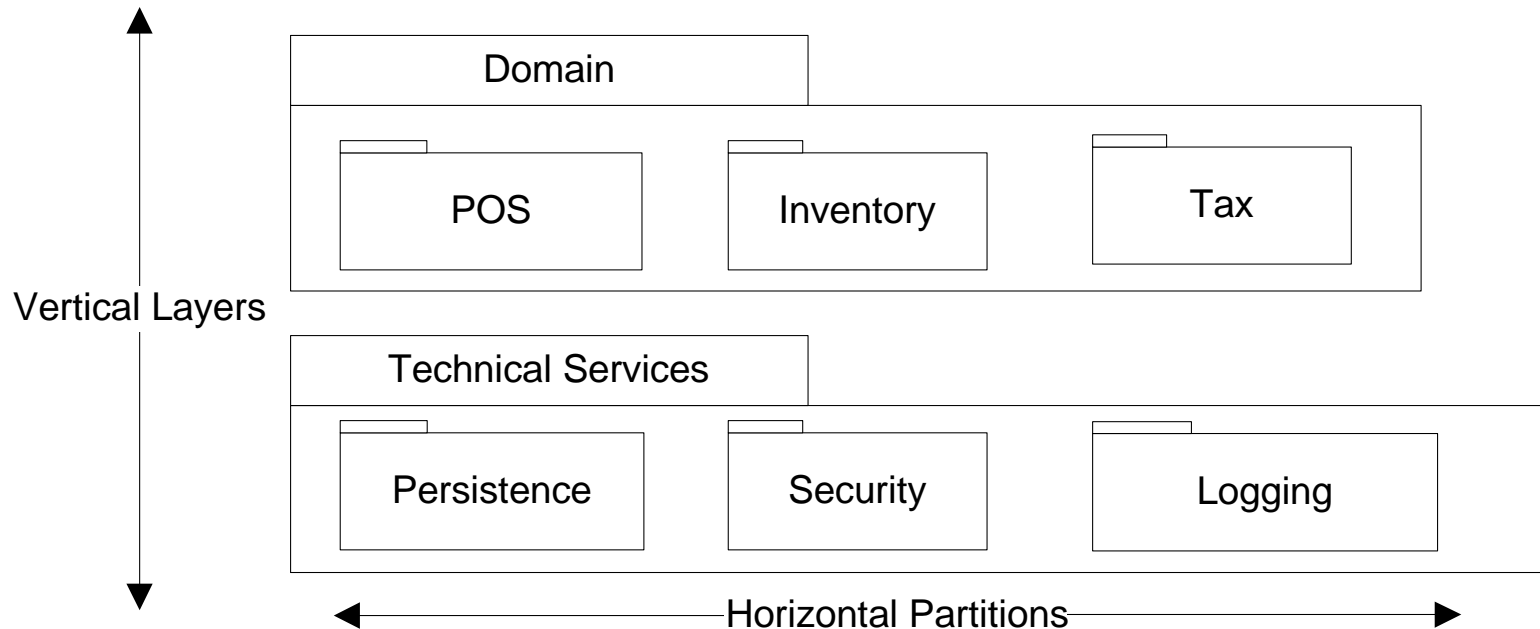 Domain
POS
Inventory
Tax
Vertical Layers
Technical Services
Persistence
Security
Logging
Horizontal Partitions